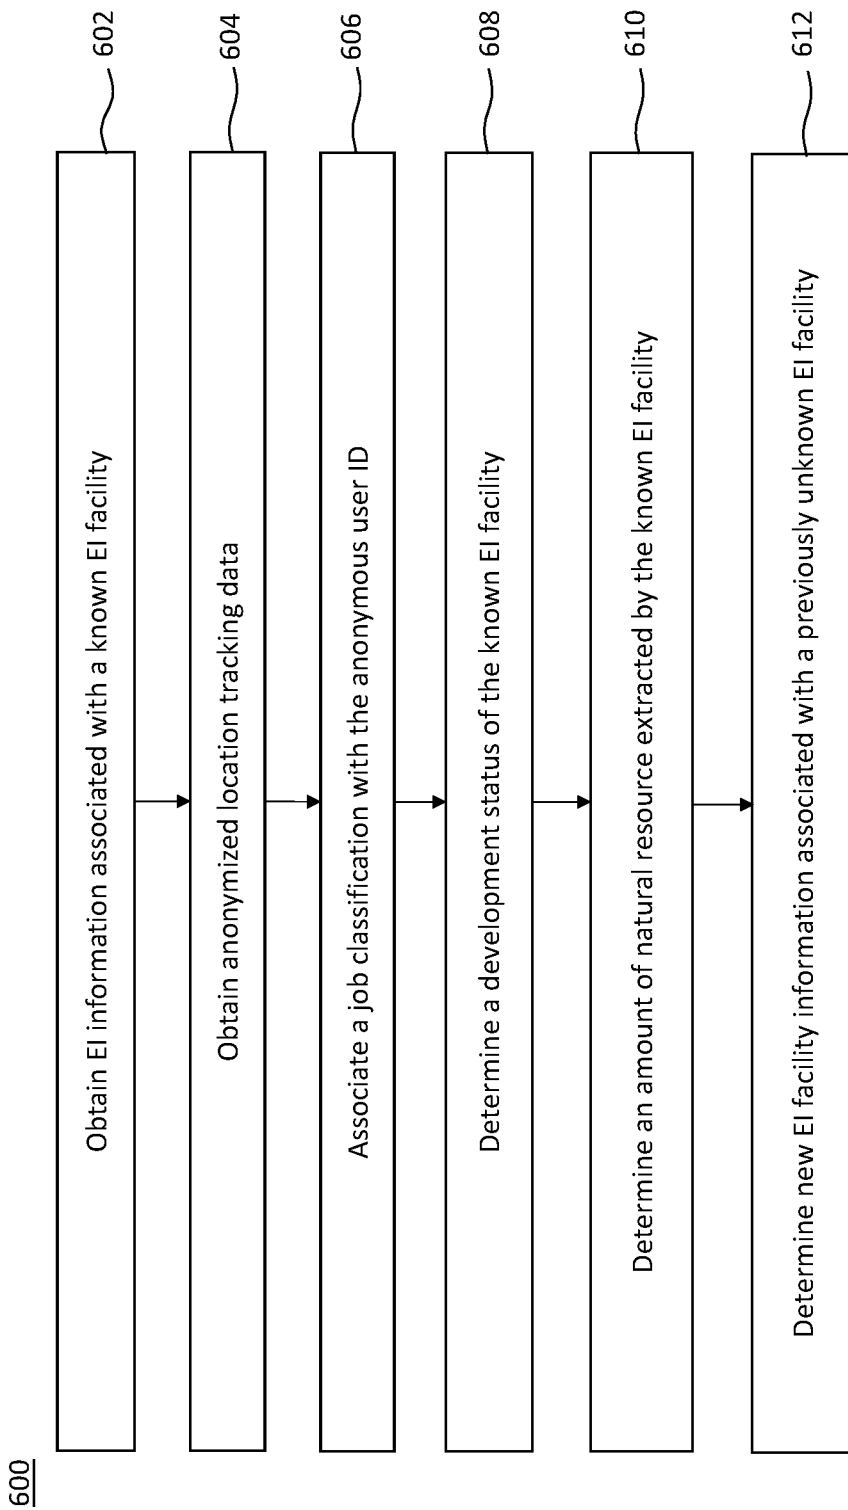 600
Obtain EI information associated with a known EI facility
602
Obtain anonymized location tracking data
604
Associate a job classification with the anonymous user ID
606
Determine a development status of the known EI facility
608
Determine an amount of natural resource extracted by the known EI facility
610
Determine new EI facility information associated with a previously unknown EI facility
612